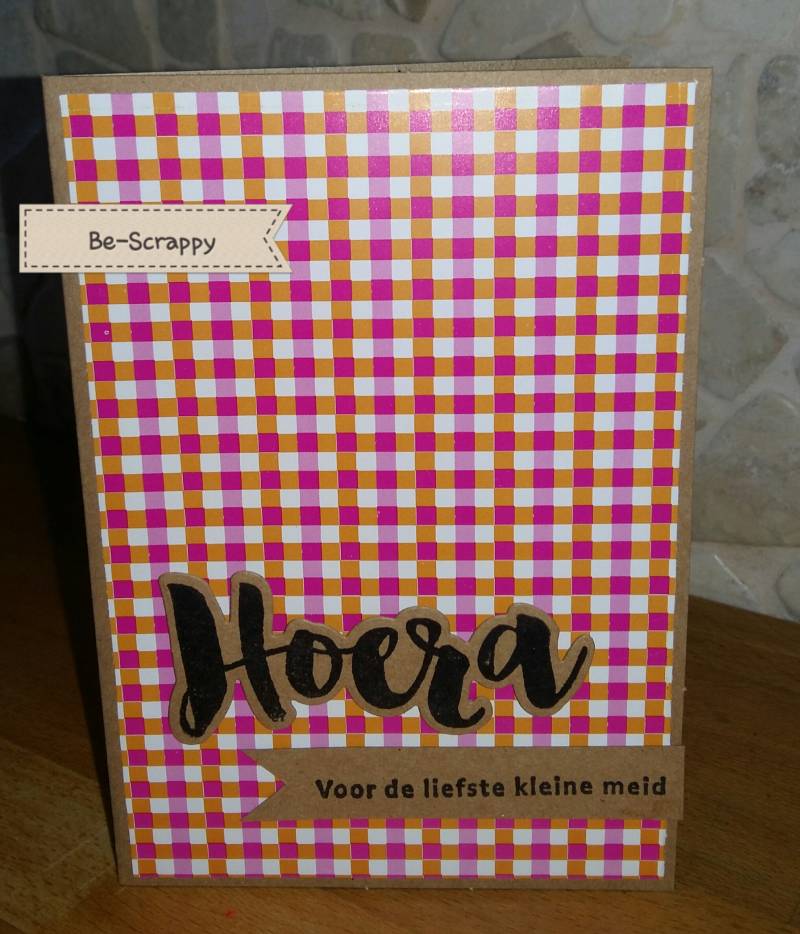 Be-Scrappy
Hoera
Voor de liefste kleine meid